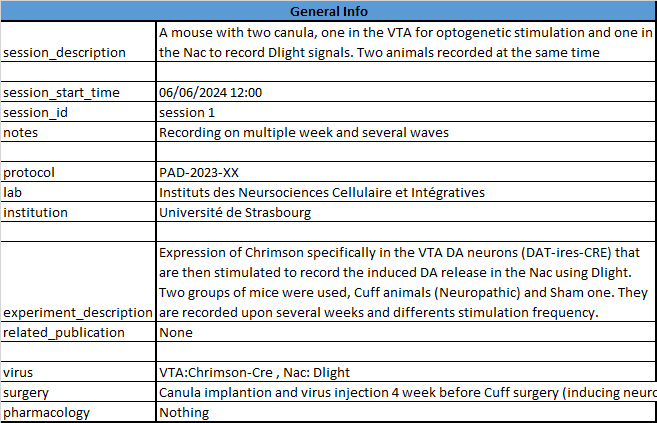 General Info
A mouse with two canula, one in the VTA for optogenetic stimulation and one in
session_description the Nac to record Dlight signals. Two animals recorded at the same time
session_start_time 06/06/2024 12:00
session_id session 1
notes Recording on multiple week and several waves
protocol PAD-2023-XX
lab Instituts des Neursociences Cellulaire et Intégratives
institution Université de Strasbourg
Expression of Chrimson specifically in the VTA DA neurons (DAT-ires-CRE) that
are then stimulated to record the induced DA release in the Nac using Dlight.
Two groups of mice were used, Cuff animals (Neuropathic) and Sham one. They
experiment_description are recorded upon several weeks and differents stimulation frequency.
related_publication None
virus VTA:Chrimson-Cre , Nac: Dlight
surgery Canula implantion and virus injection 4 week before Cuff surgery (inducing
pharmacology Nothing